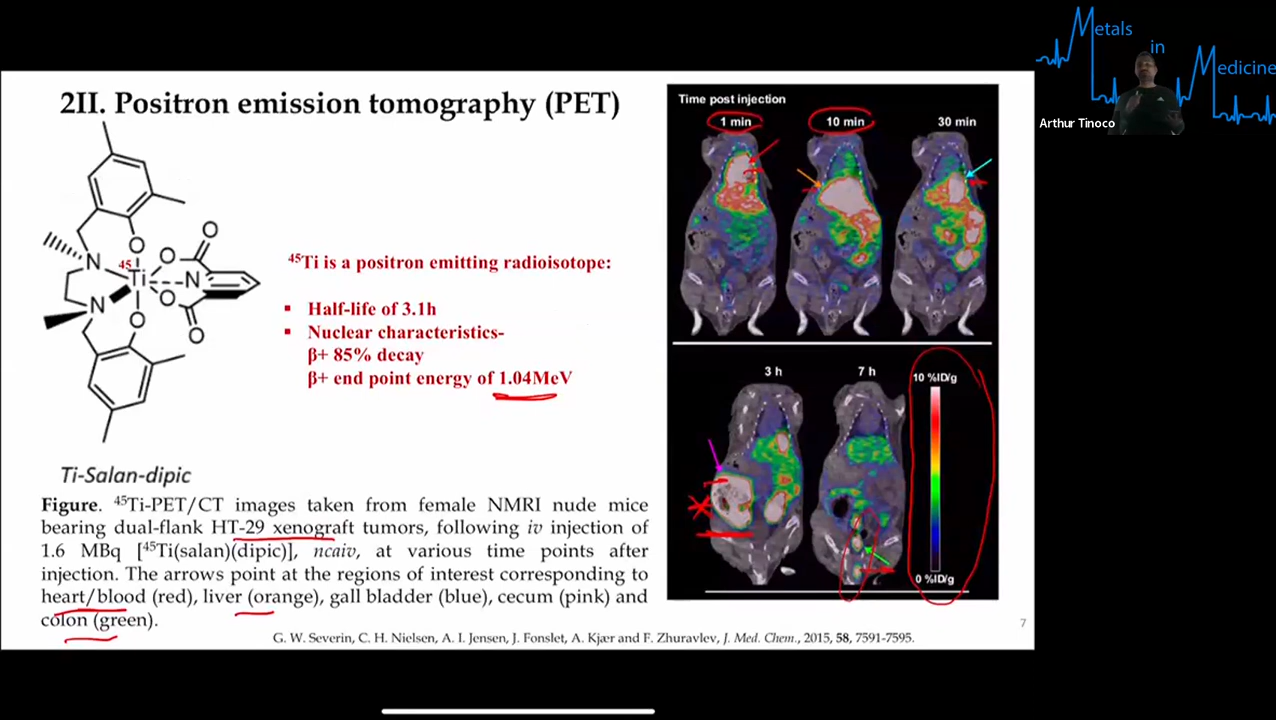 Metals
in
Medicine
Arthur Tinoco
2II. Positron emission tomography (PET)
O
O
O
N
45
Ti
N
N
O
O
O
Ti-Salan-dipic
⁴⁵Ti is a positron emitting radioisotope:
▪ Half-life of 3.1h
▪ Nuclear characteristics-
β+ 85% decay
β+ end point energy of 1.04MeV
Time post injection
1 min
10 min
30 min
3 h
7 h
10 %ID/g
0 %ID/g
Figure. ⁴⁵Ti-PET/CT images taken from female NMRI nude mice
bearing dual-flank HT-29 xenograft tumors, following iv injection of
1.6 MBq [⁴⁵Ti(salan)(dipic)], ncaiv, at various time points after
injection. The arrows point at the regions of interest corresponding to
heart/blood (red), liver (orange), gall bladder (blue), cecum (pink) and
colon (green).
G. W. Severin, C. H. Nielsen, A. I. Jensen, J. Fonslet, A. Kjær and F. Zhuravlev, J. Med. Chem., 2015, 58, 7591-7595.
7